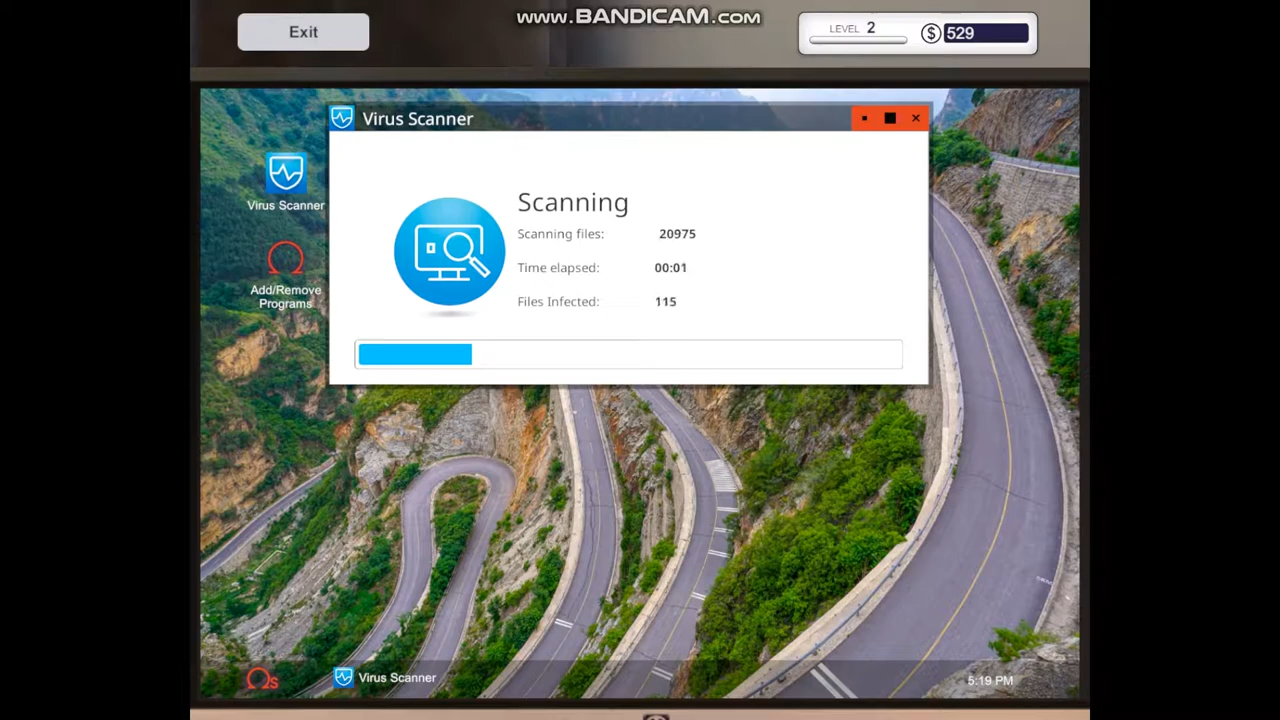 Exit
www.BANDICAM.com
LEVEL 2
$ 529
Virus Scanner
Virus Scanner
Add/Remove
Programs
Scanning
Scanning files: 20975
Time elapsed: 00:01
Files Infected: 115
Ωs
Virus Scanner
5:19 PM